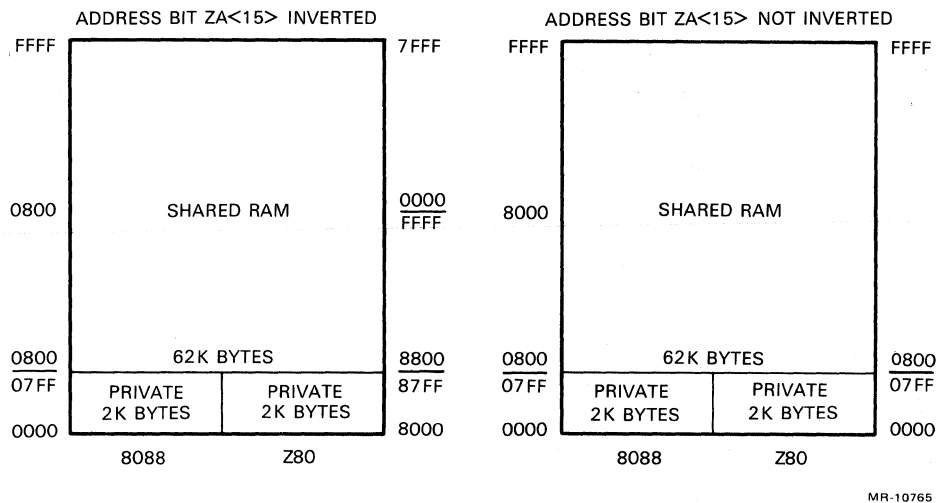 ADDRESS BIT ZA<15> INVERTED
FFFF
7FFF
0800
SHARED RAM
0000
FFFF
0800
62K BYTES
8800
07FF
PRIVATE
2K BYTES
PRIVATE
2K BYTES
87FF
0000
8000
8088
Z80
ADDRESS BIT ZA<15> NOT INVERTED
FFFF
FFFF
8000
SHARED RAM
0800
62K BYTES
0800
07FF
PRIVATE
2K BYTES
PRIVATE
2K BYTES
07FF
0000
0000
8088
Z80
MR-10765